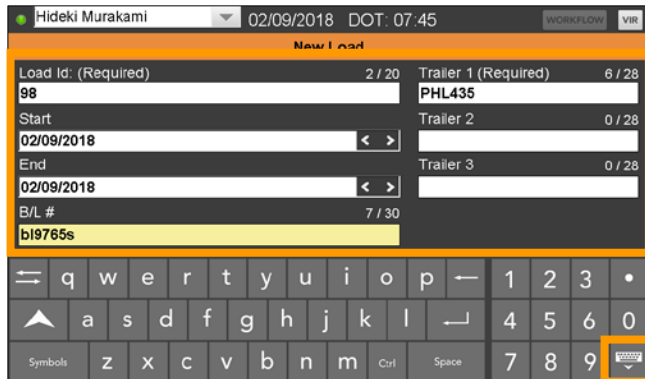 Hideki Murakami 02/09/2018 DOT: 07:45 WORKFLOW VIR
New Load
Load Id: (Required) 2 / 20 Trailer 1 (Required) 6 / 28
98 PHL435
Start Trailer 2 0 / 28
02/09/2018 < >
End Trailer 3 0 / 28
02/09/2018 < >
B/L # 7 / 30
bl9765s
q w e r t y u i o p 1 2 3 •
a s d f g h j k l 4 5 6 0
Symbols z x c v b n m Ctrl Space 7 8 9